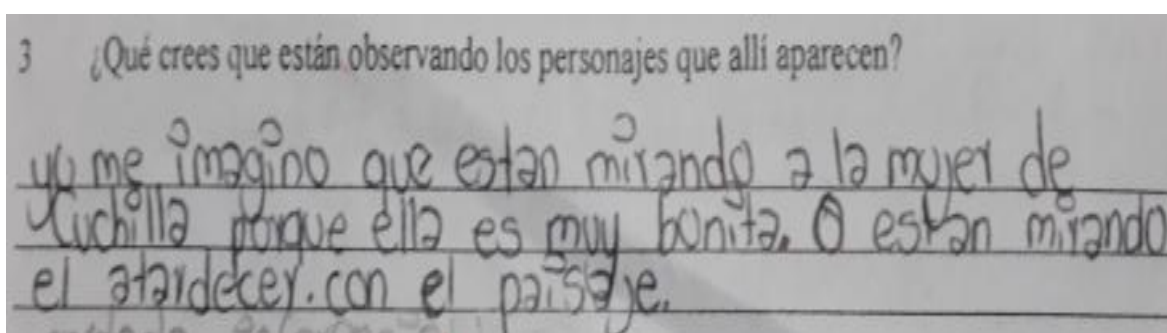 3 ¿Qué crees que están observando los personajes que allí aparecen?
yo me imagino que estan mirando a la mujer de
cuchilla porque ella es muy bonita. O estan mirando
el atardecer. con el paisaje.